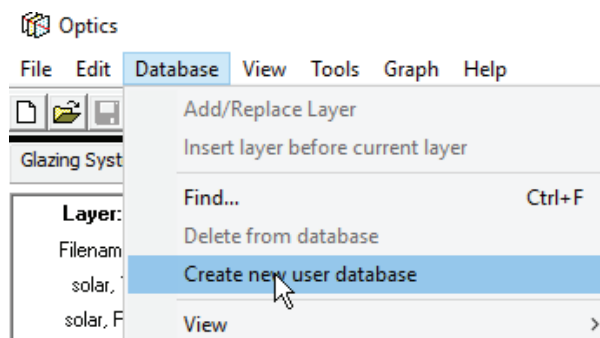 Optics
File Edit Database View Tools Graph Help
Add/Replace Layer
Glazing Syst
Insert layer before current layer
Layer:
Find... Ctrl+F
Filenam
Delete from database
solar,
Create new user database
solar, F
View